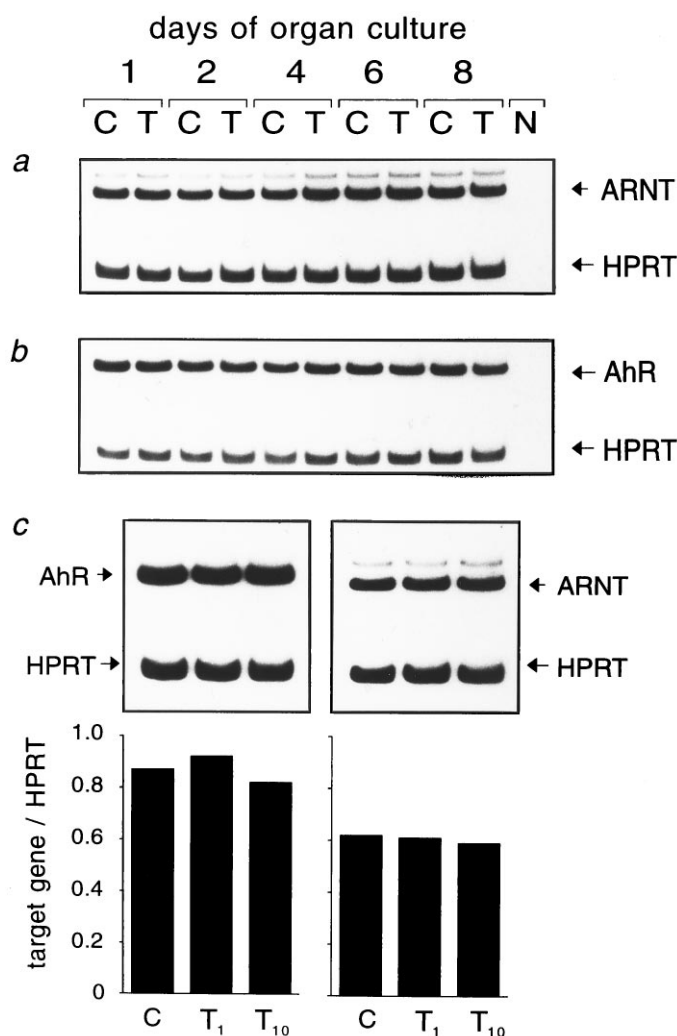 days of organ culture
1 2 4 6 8
C T C T C T C T C T N
a
ARNT
HPRT
b
AhR
HPRT
c
AhR
HPRT
ARNT
HPRT
target gene / HPRT
1.0
0.8
0.6
0.4
0.2
0
C T₁ T₁₀
C T₁ T₁₀